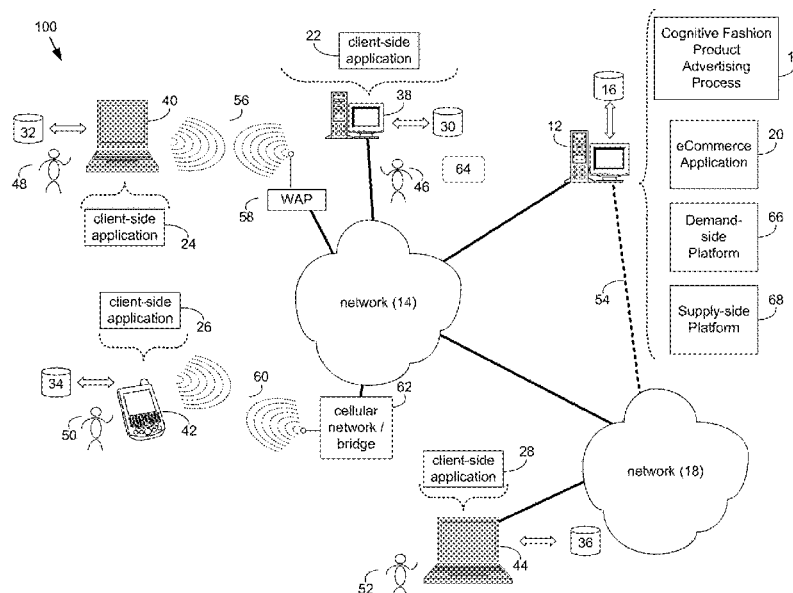 100
22
client-side
application
Cognitive Fashion
Product
Advertising
Process
1
40
56
38
16
32
30
12
48
46
64
58
WAP
20
eCommerce
Application
client-side
application
24
66
Demand-
side
Platform
network (14)
54
68
Supply-side
Platform
client-side
application
26
34
60
62
50
42
cellular
network /
bridge
28
client-side
application
network (18)
44
36
52